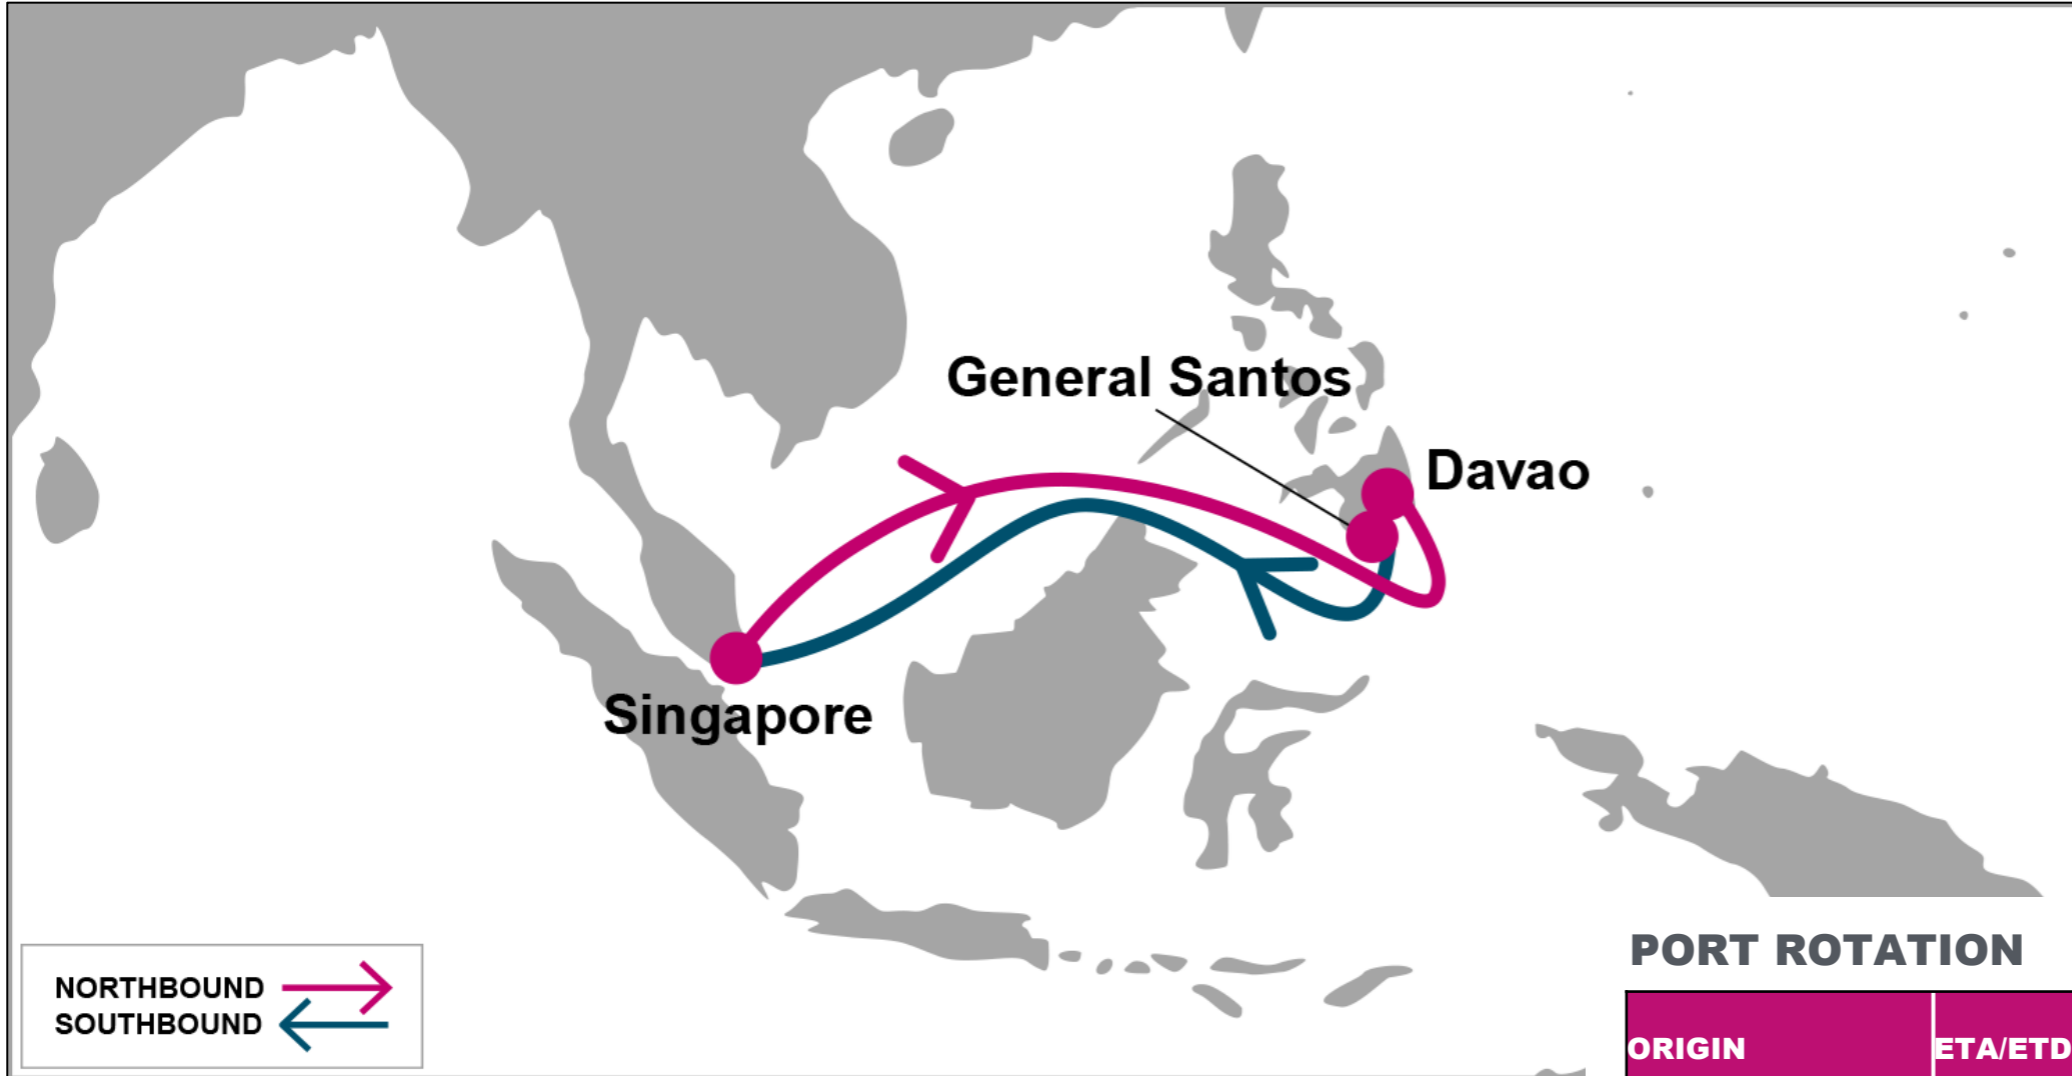 General Santos
Davao
Singapore
NORTHBOUND
SOUTHBOUND
PORT ROTATION
ORIGIN
ETA/ETD